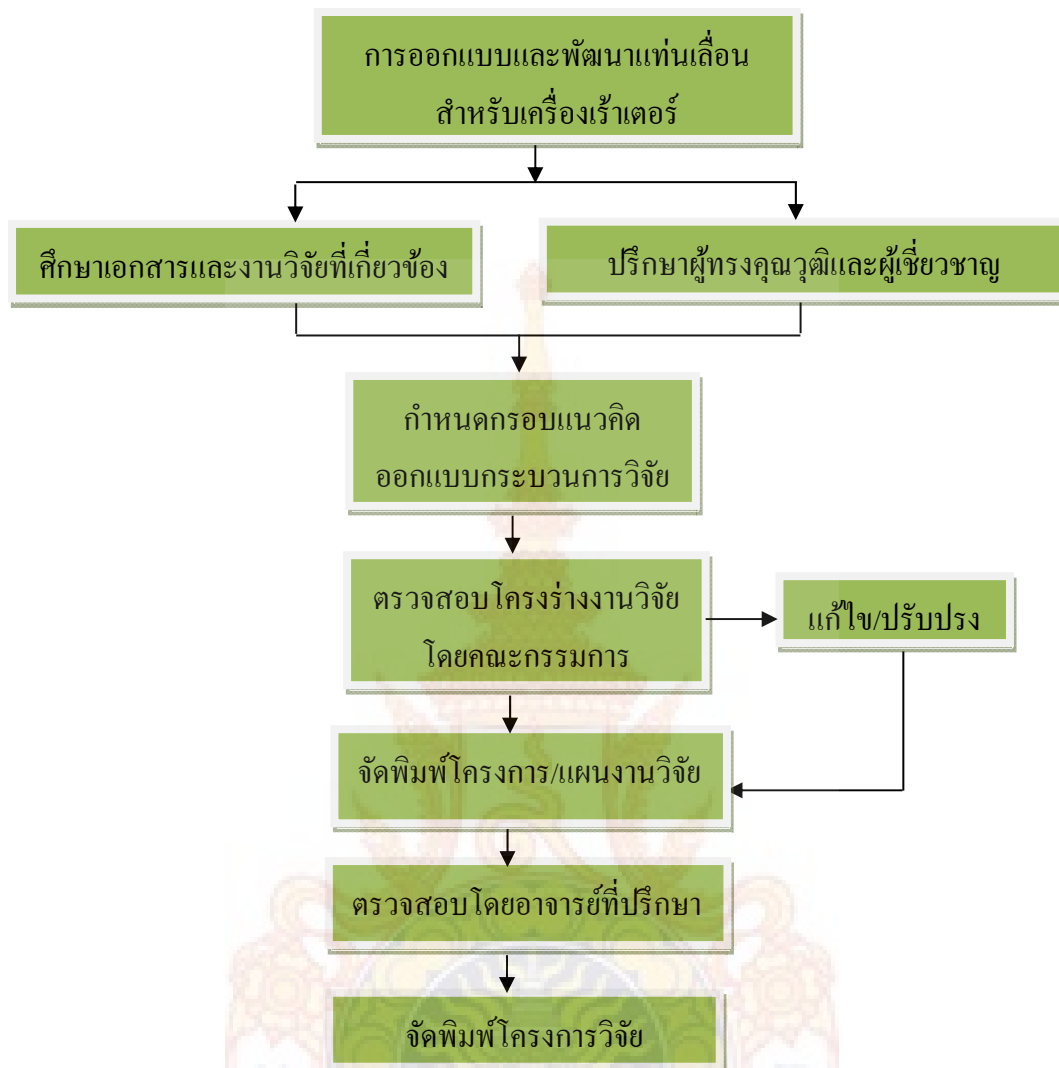 การออกแบบและพัฒนาแท่นเลื่อน
สำหรับเครื่องเร้าเตอร์
ศึกษาเอกสารและงานวิจัยที่เกี่ยวข้อง
ปรึกษาผู้ทรงคุณวุฒิและผู้เชี่ยวชาญ
กำหนดกรอบแนวคิด
ออกแบบกระบวนการวิจัย
ตรวจสอบโครงร่างงานวิจัย
โดยคณะกรรมการ
แก้ไข/ปรับปรง
จัดพิมพ์โครงการ/แผนงานวิจัย
ตรวจสอบโดยอาจารย์ที่ปรึกษา
จัดพิมพ์โครงการวิจัย